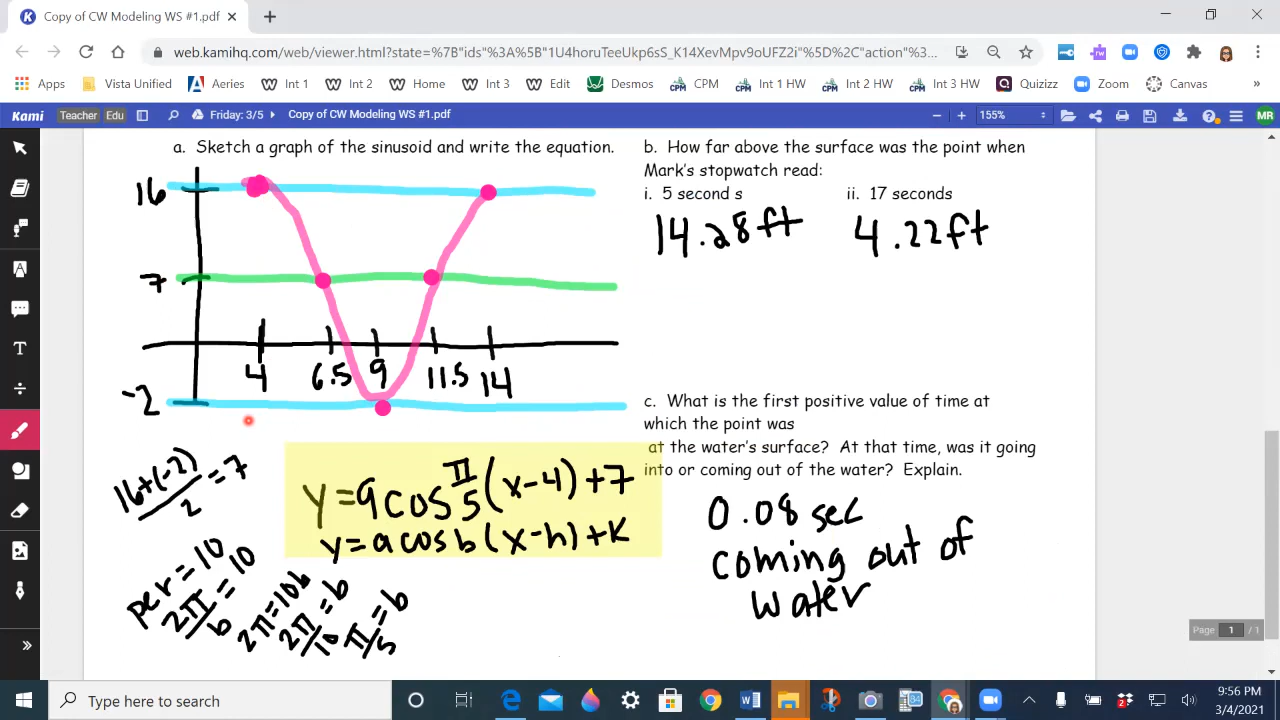 Copy of CW Modeling WS #1.pdf
web.kamihq.com/web/viewer.html?state=%7B"ids"%3A%5B"1U4horuTeeUkp6sS_K14XevMpv9oUFZ2i"%5D%2C"action"%3...
Apps Vista Unified Aeries Int 1 Int 2 Home Int 3 Edit Desmos CPM Int 1 HW Int 2 HW Int 3 HW Quizizz Zoom Canvas »
Kami Teacher Edu Friday: 3/5 Copy of CW Modeling WS #1.pdf 155% MR
a. Sketch a graph of the sinusoid and write the equation.
16
7
-2
4 6.5 9 11.5 14
16+(-2)
2
=7
per=10
2π
b
=10
2π=10b
2π
10
=b
π
5
=b
y=9cos π/5 (x-4)+7
y=acosb(x-h)+k
b. How far above the surface was the point when
Mark's stopwatch read:
i. 5 second s ii. 17 seconds
14.28ft 4.22ft
c. What is the first positive value of time at
which the point was
at the water's surface? At that time, was it going
into or coming out of the water? Explain.
0.08 sec
coming out of
water
Page 1 / 1
Type here to search
9:56 PM
3/4/2021